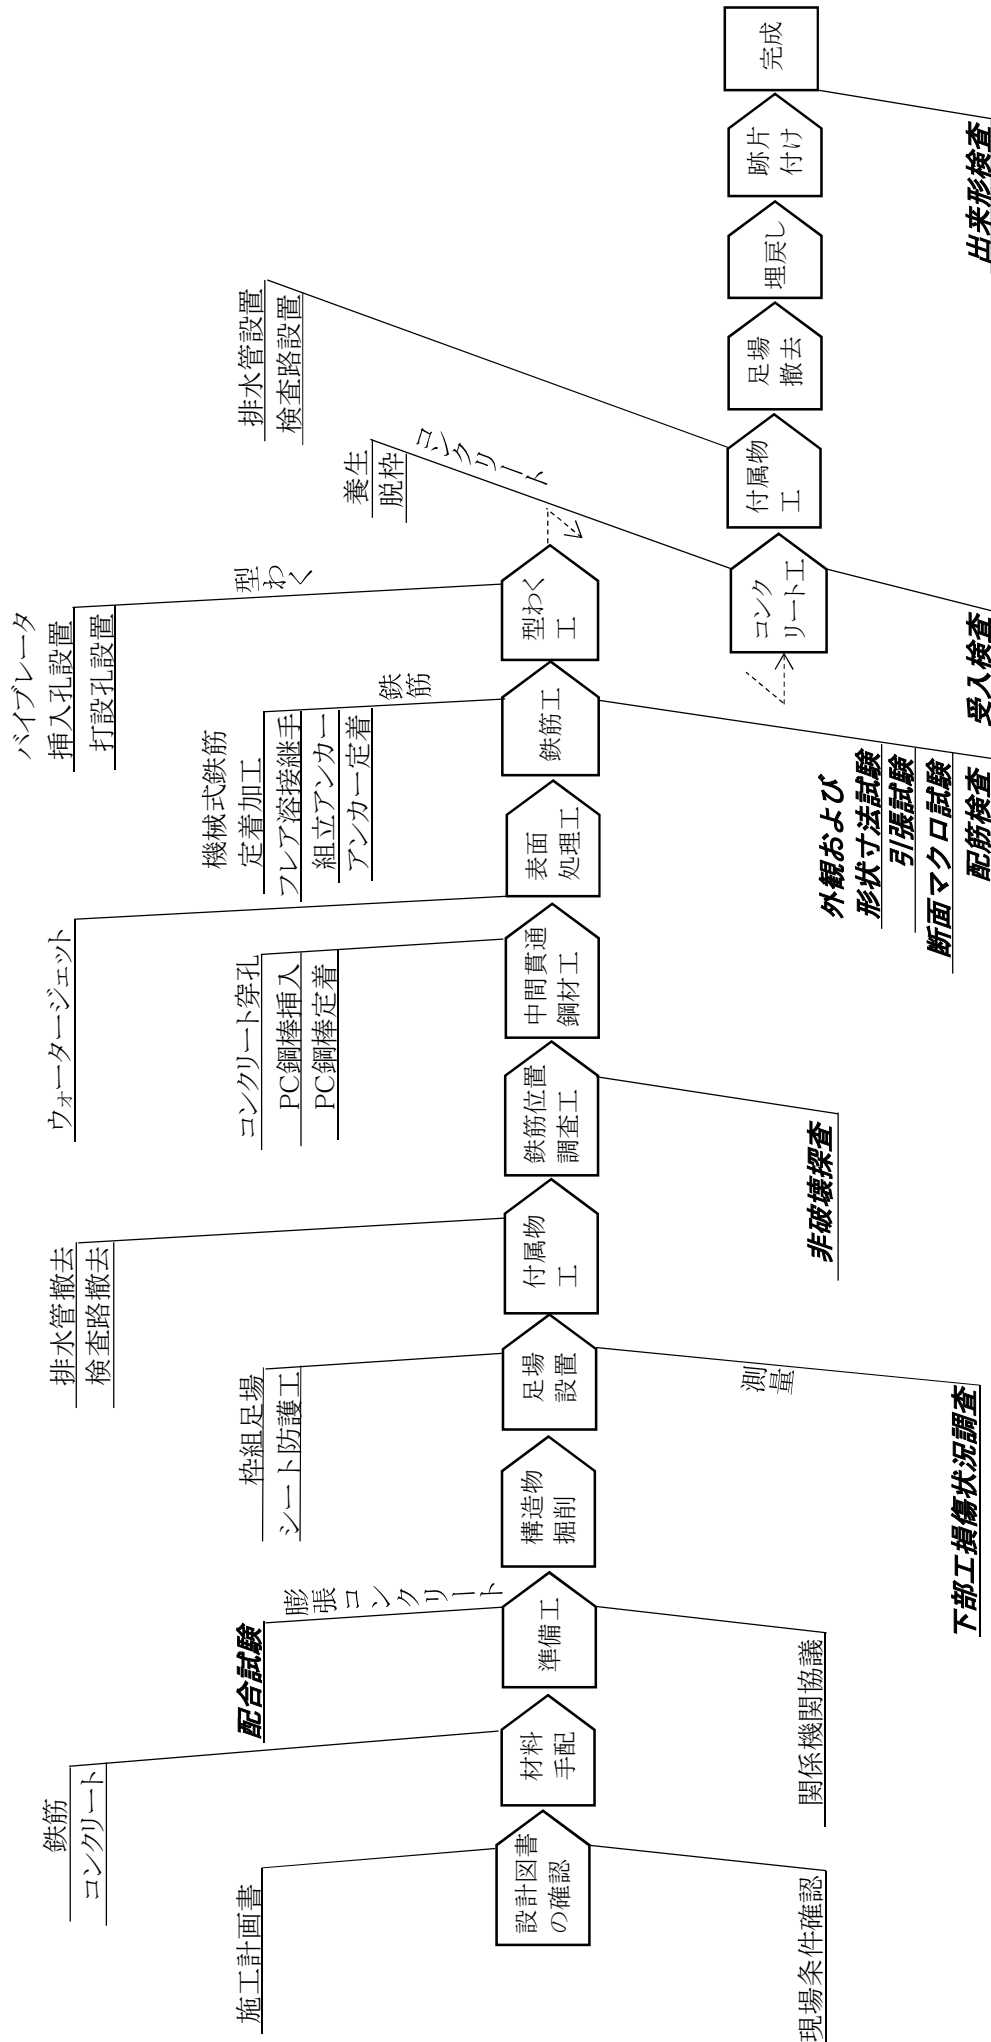 鉄筋
コンクリート
施工計画書
設計図書
の確認
現場条件確認
材料
手配
配合試験
膨張コンクリート
準備工
関係機関協議
構造物
掘削
枠組足場
シート防護工
足場
設置
測量
下部工損傷状況調査
排水管撤去
検査路撤去
付属物
工
鉄筋位置
調査工
非破壊探査
コンクリート穿孔
PC鋼棒挿入
PC鋼棒定着
中間貫通
鋼材工
ウォータージェット
表面
処理工
機械式鉄筋
定着加工
フレア溶接継手
組立アンカー
アンカー定着
鉄筋
鉄筋工
外観および
形状寸法試験
引張試験
断面マクロ試験
配筋検査
バイブレータ
挿入孔設置
打設孔設置
型わく
型わく
工
養生
脱枠
コンクリート
コンク
リート工
受入検査
排水管設置
検査路設置
付属物
工
足場
撤去
埋戻し
跡片
付け
完成
出来形検査